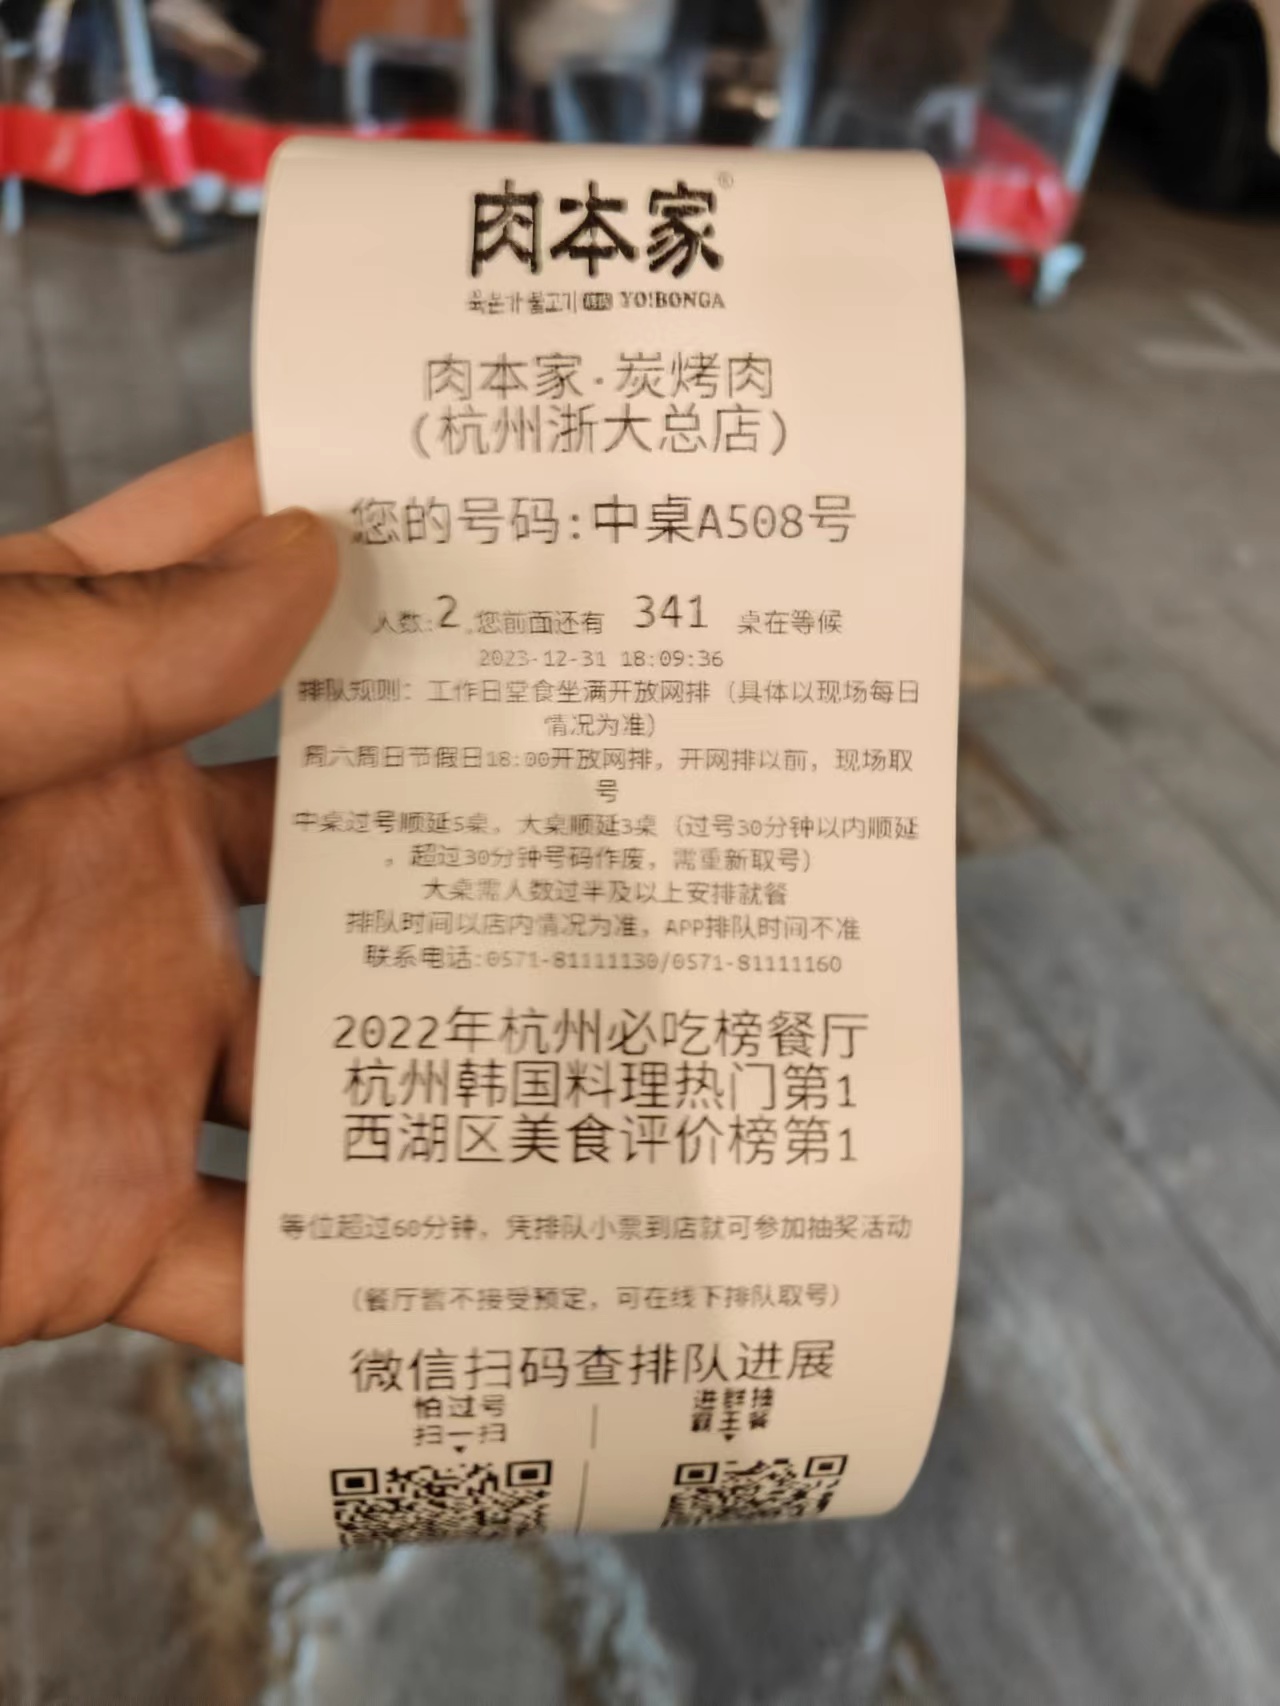 肉本家®
육본가 불고기 YO!BONGA
肉本家·炭烤肉
(杭州浙大总店)
您的号码:中桌A508号
人数:2,您前面还有 341 桌在等候
2023-12-31 18:09:36
排队规则：工作日堂食坐满开放网排（具体以现场每日
情况为准）
周六周日节假日18:00开放网排，开网排以前，现场取
号
中桌过号顺延5桌，大桌顺延3桌（过号30分钟以内顺延
，超过30分钟号码作废，需重新取号）
大桌需人数过半及以上安排就餐
排队时间以店内情况为准，APP排队时间不准
联系电话:0571-81111130/0571-81111160
2022年杭州必吃榜餐厅
杭州韩国料理热门第1
西湖区美食评价榜第1
等位超过60分钟，凭排队小票到店就可参加抽奖活动
（餐厅暂不接受预定，可在线下排队取号）
微信扫码查排队进展
怕过号
扫一扫
进群抽
霸王餐